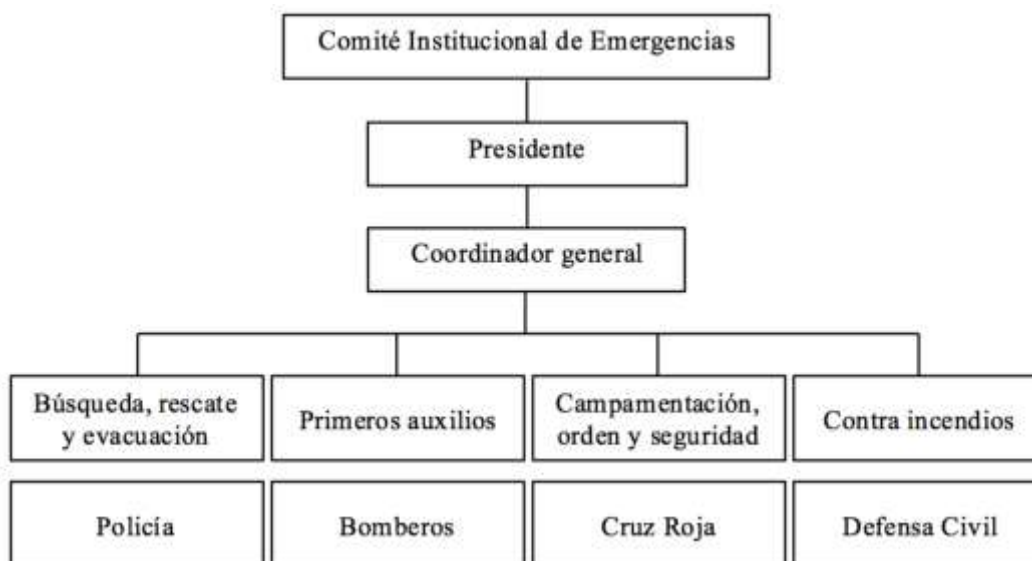 Comité Institucional de Emergencias
Presidente
Coordinador general
Búsqueda, rescate
y evacuación
Primeros auxilios
Campamentación,
orden y seguridad
Contra incendios
Policía
Bomberos
Cruz Roja
Defensa Civil